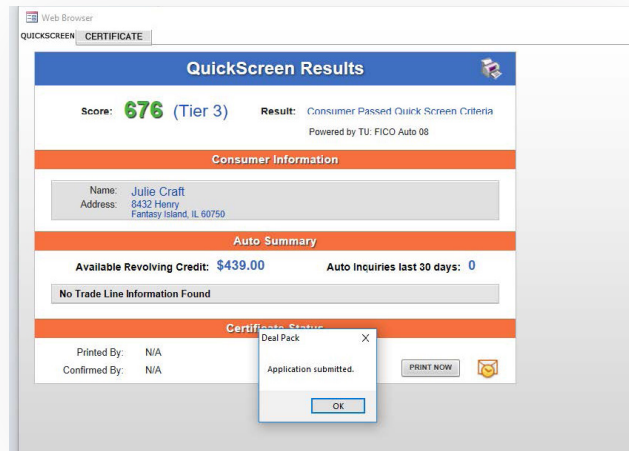 Web Browser
QUICKSCREEN CERTIFICATE
QuickScreen Results
Score: 676 (Tier 3) Result: Consumer Passed Quick Screen Criteria
Powered by TU: FICO Auto 08
Consumer Information
Name: Julie Craft
Address: 8432 Henry
Fantasy Island, IL 60750
Auto Summary
Available Revolving Credit: $439.00 Auto Inquiries last 30 days: 0
No Trade Line Information Found
Certificate Status
Deal Pack X
Printed By: N/A
Confirmed By: N/A
Application submitted.
PRINT NOW
OK